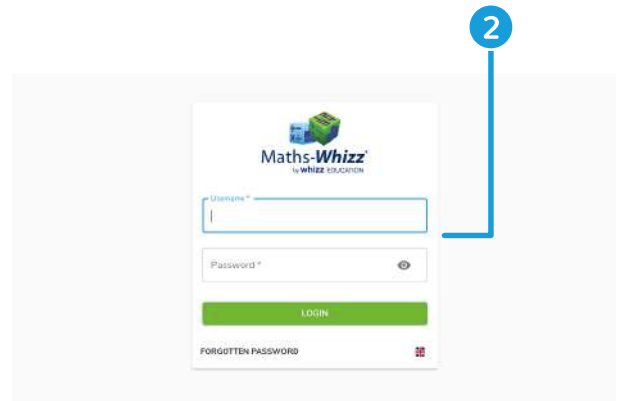 2
Maths-Whizz
by WHIZZ EDUCATION
Username *
Password *
LOGIN
FORGOTTEN PASSWORD